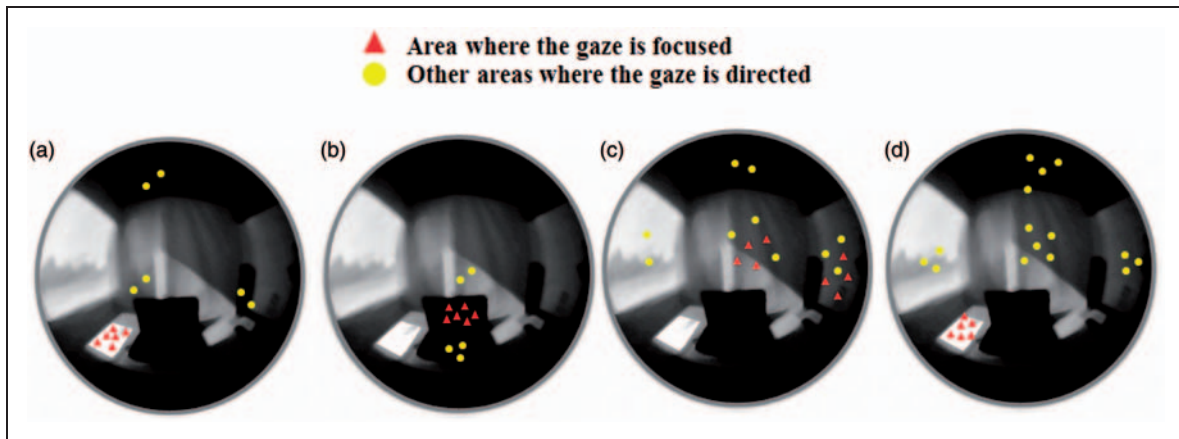 Area where the gaze is focused
Other areas where the gaze is directed
(a) (b) (c) (d)